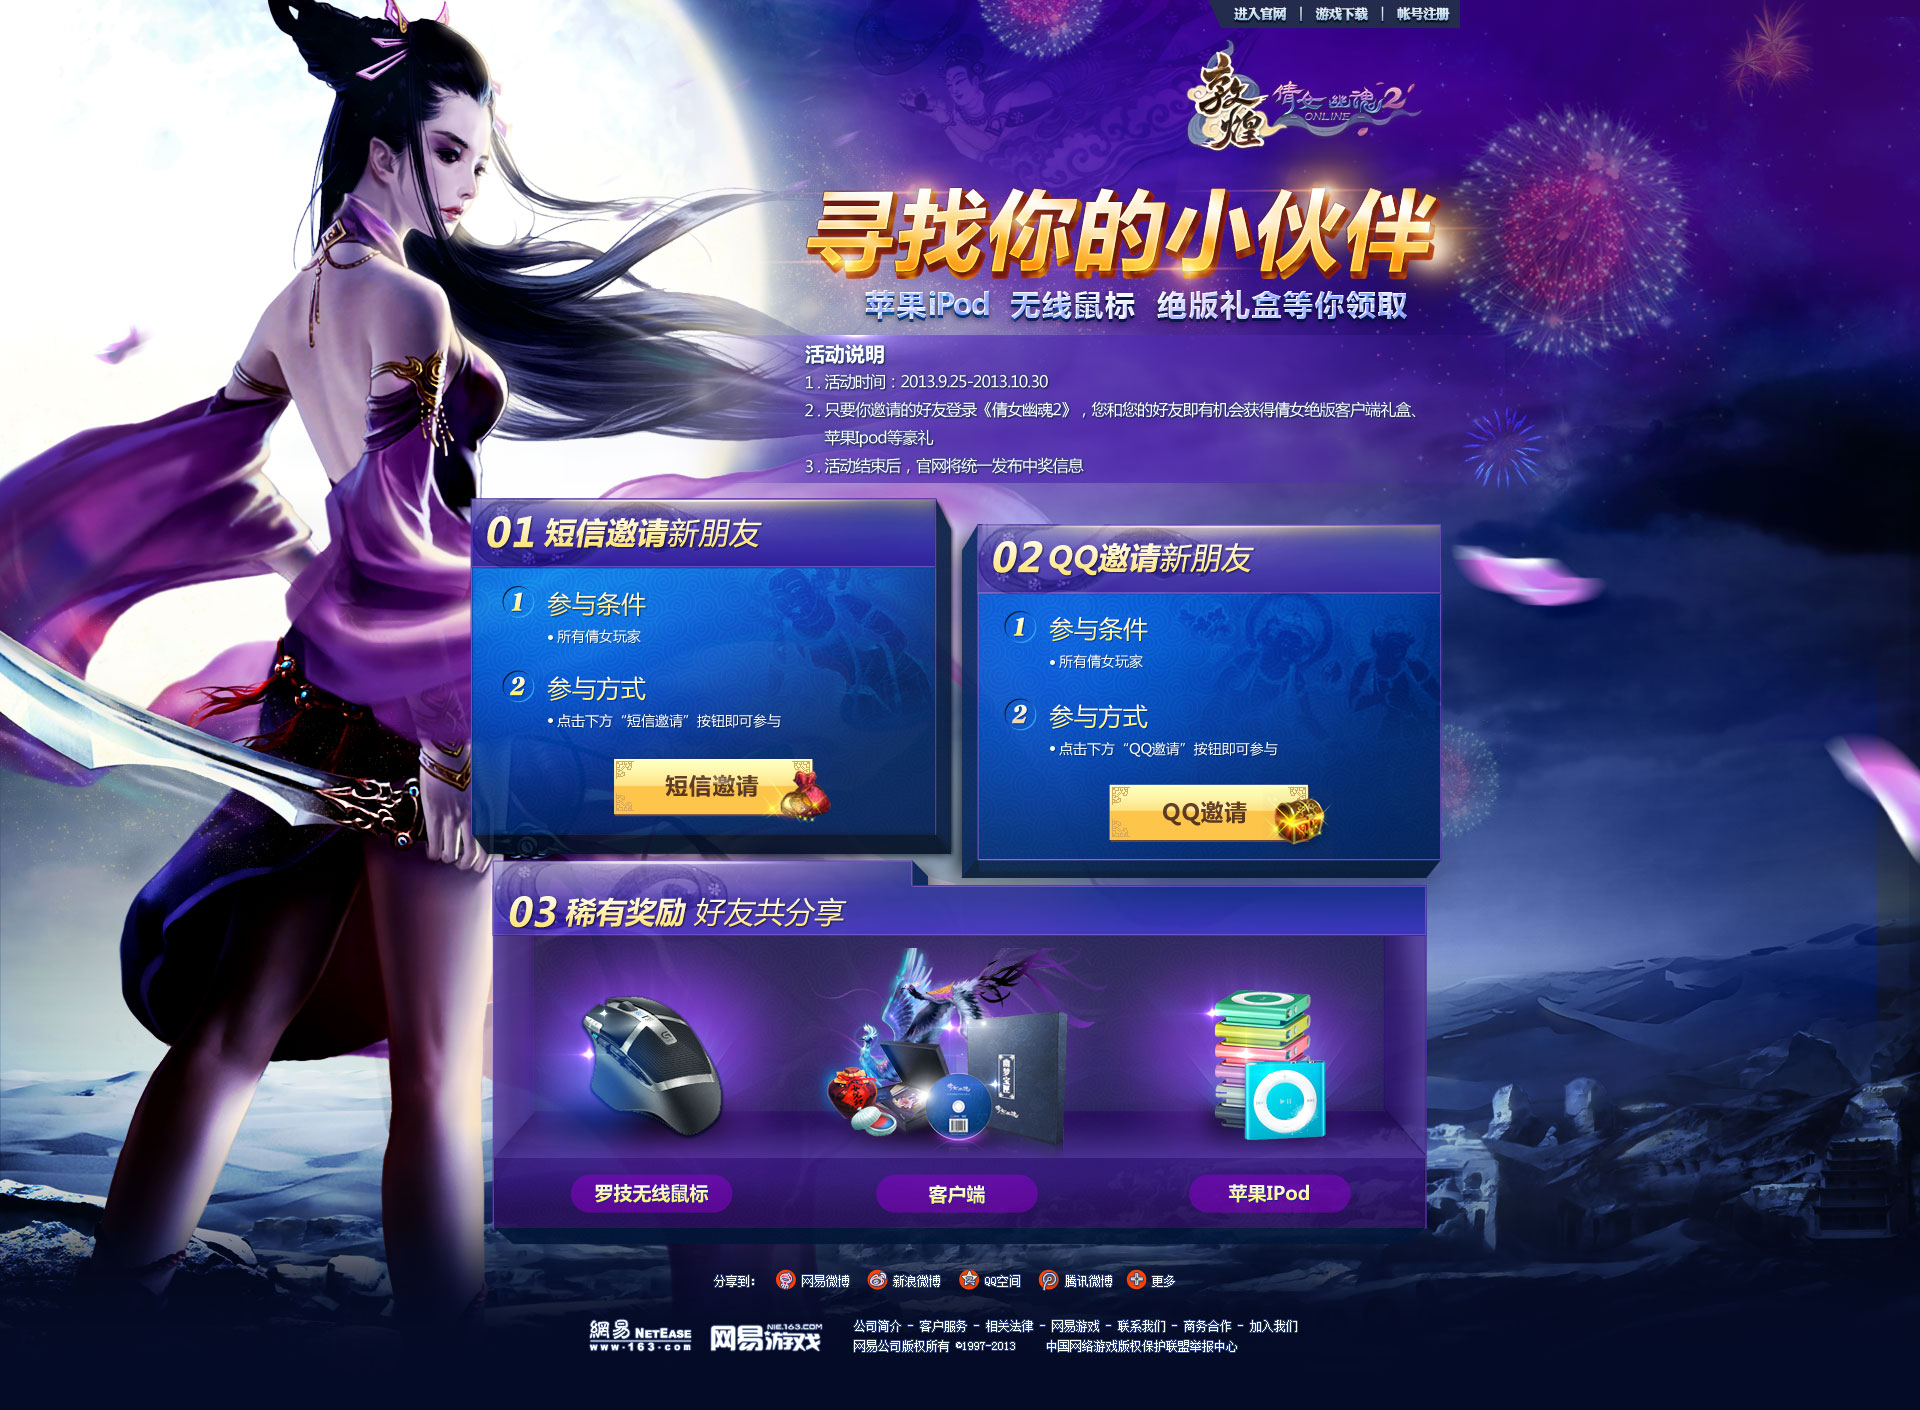 进入官网 | 游戏下载 | 帐号注册
敦煌
倩女幽魂2
ONLINE
寻找你的小伙伴
苹果iPod 无线鼠标 绝版礼盒等你领取
活动说明
1 . 活动时间：2013.9.25-2013.10.30
2 . 只要你邀请的好友登录《倩女幽魂2》，您和您的好友即有机会获得倩女绝版客户端礼盒、
苹果Ipod等豪礼
3 . 活动结束后，官网将统一发布中奖信息
01 短信邀请新朋友
1 参与条件
• 所有倩女玩家
2 参与方式
• 点击下方“短信邀请”按钮即可参与
短信邀请
02 QQ邀请新朋友
1 参与条件
• 所有倩女玩家
2 参与方式
• 点击下方“QQ邀请”按钮即可参与
QQ邀请
03 稀有奖励 好友共分享
幽梦宝匣
倩女幽魂
罗技无线鼠标
客户端
苹果IPod
分享到： 网易微博 新浪微博 QQ空间 腾讯微博 更多
網易 NETEASE
www.163.com
NIE.163.COM
网易游戏
公司简介 - 客户服务 - 相关法律 - 网易游戏 - 联系我们 - 商务合作 - 加入我们
网易公司版权所有 ©1997-2013 中国网络游戏版权保护联盟举报中心